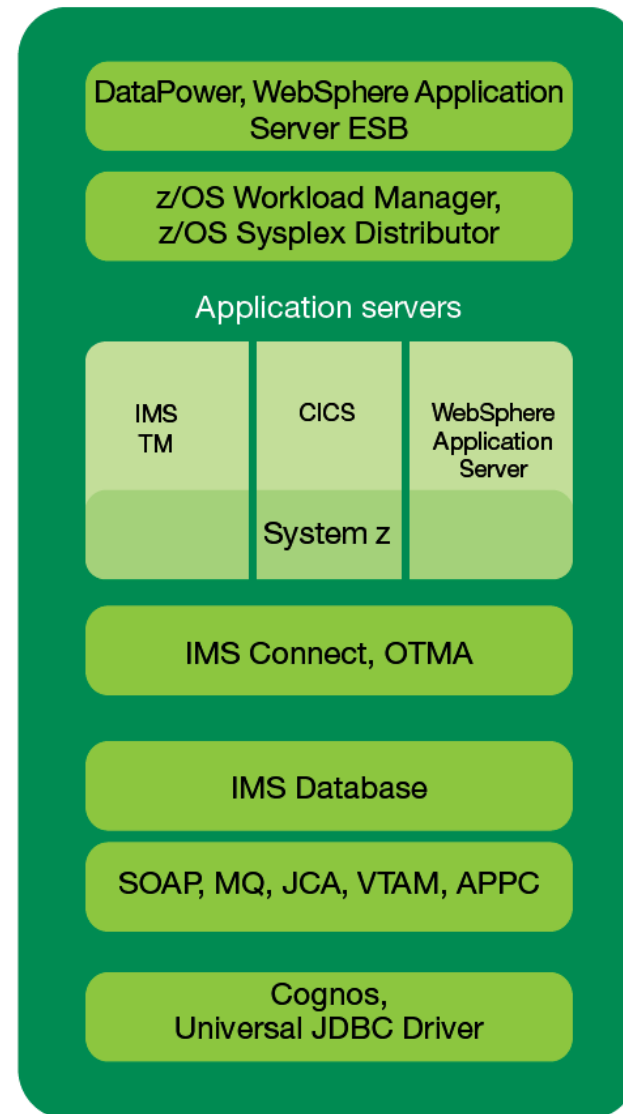 DataPower, WebSphere Application
Server ESB
z/OS Workload Manager,
z/OS Sysplex Distributor
Application servers
IMS
TM
CICS
WebSphere
Application
Server
System z
IMS Connect, OTMA
IMS Database
SOAP, MQ, JCA, VTAM, APPC
Cognos,
Universal JDBC Driver